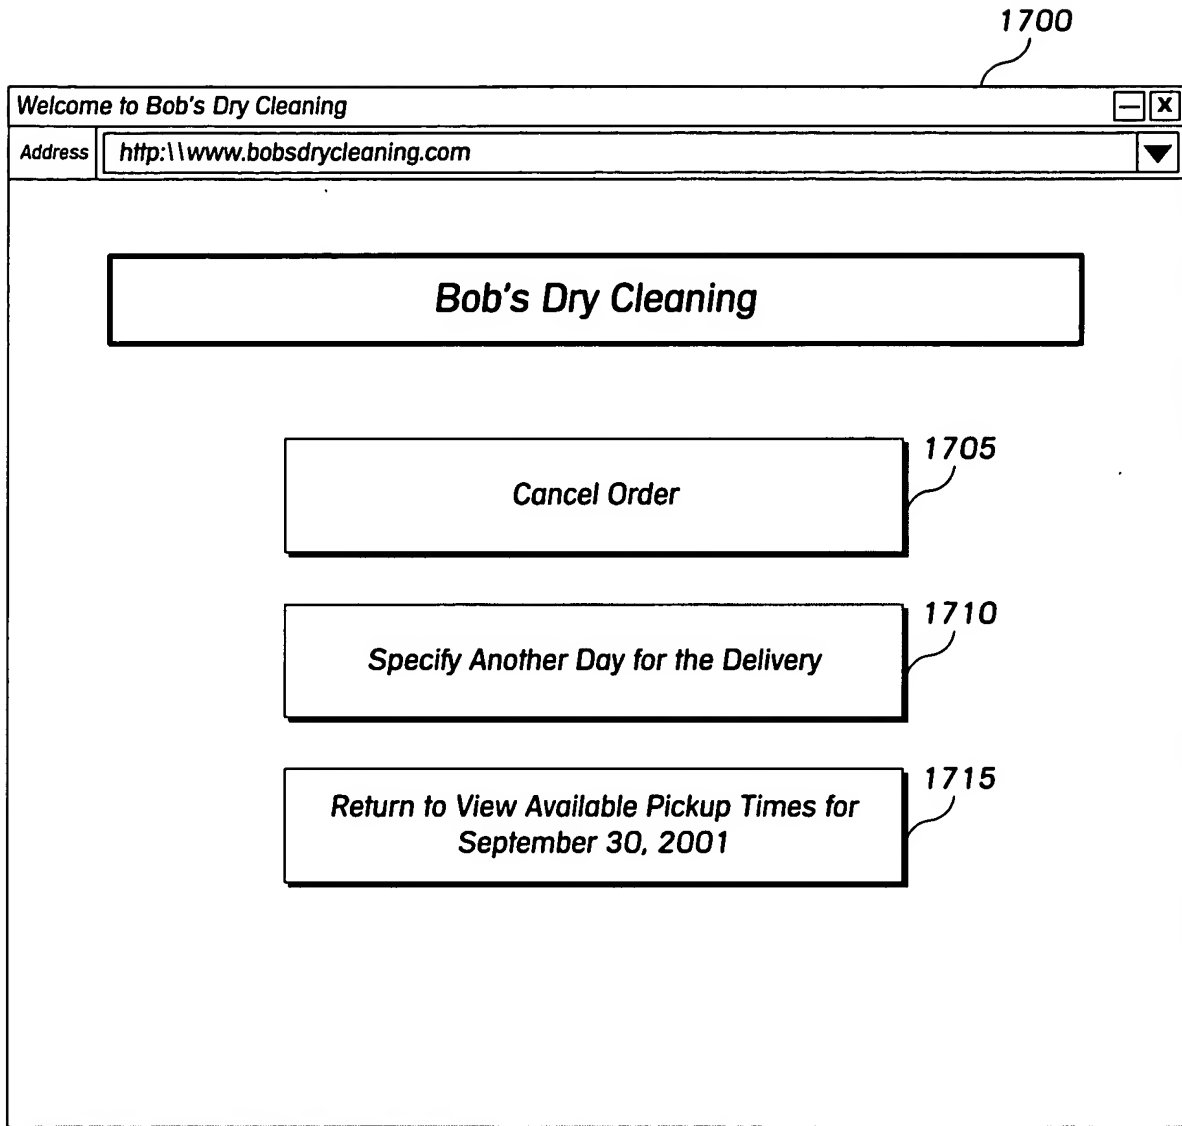 1700
Welcome to Bob's Dry Cleaning
— X
Address http:\\www.bobsdrycleaning.com
Bob's Dry Cleaning
1705
Cancel Order
1710
Specify Another Day for the Delivery
1715
Return to View Available Pickup Times for
September 30, 2001